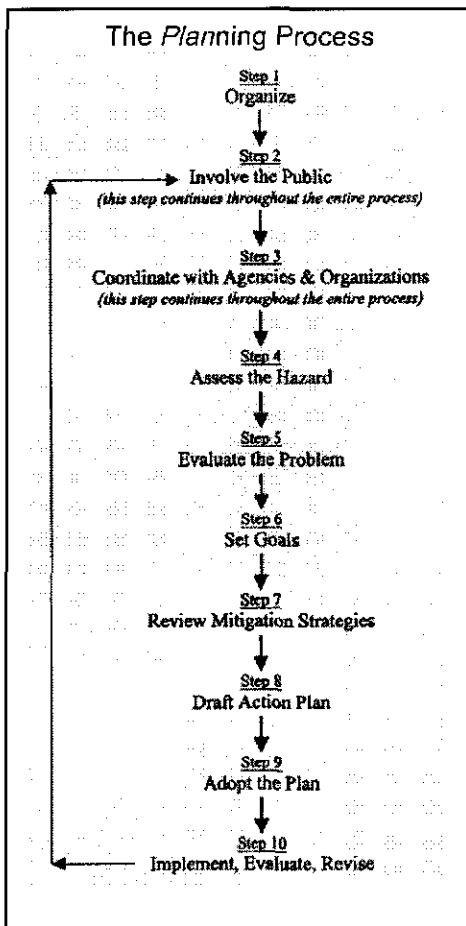 The Planning Process
Step 1
Organize
Step 2
Involve the Public
(this step continues throughout the entire process)
Step 3
Coordinate with Agencies & Organizations
(this step continues throughout the entire process)
Step 4
Assess the Hazard
Step 5
Evaluate the Problem
Step 6
Set Goals
Step 7
Review Mitigation Strategies
Step 8
Draft Action Plan
Step 9
Adopt the Plan
Step 10
Implement, Evaluate, Revise